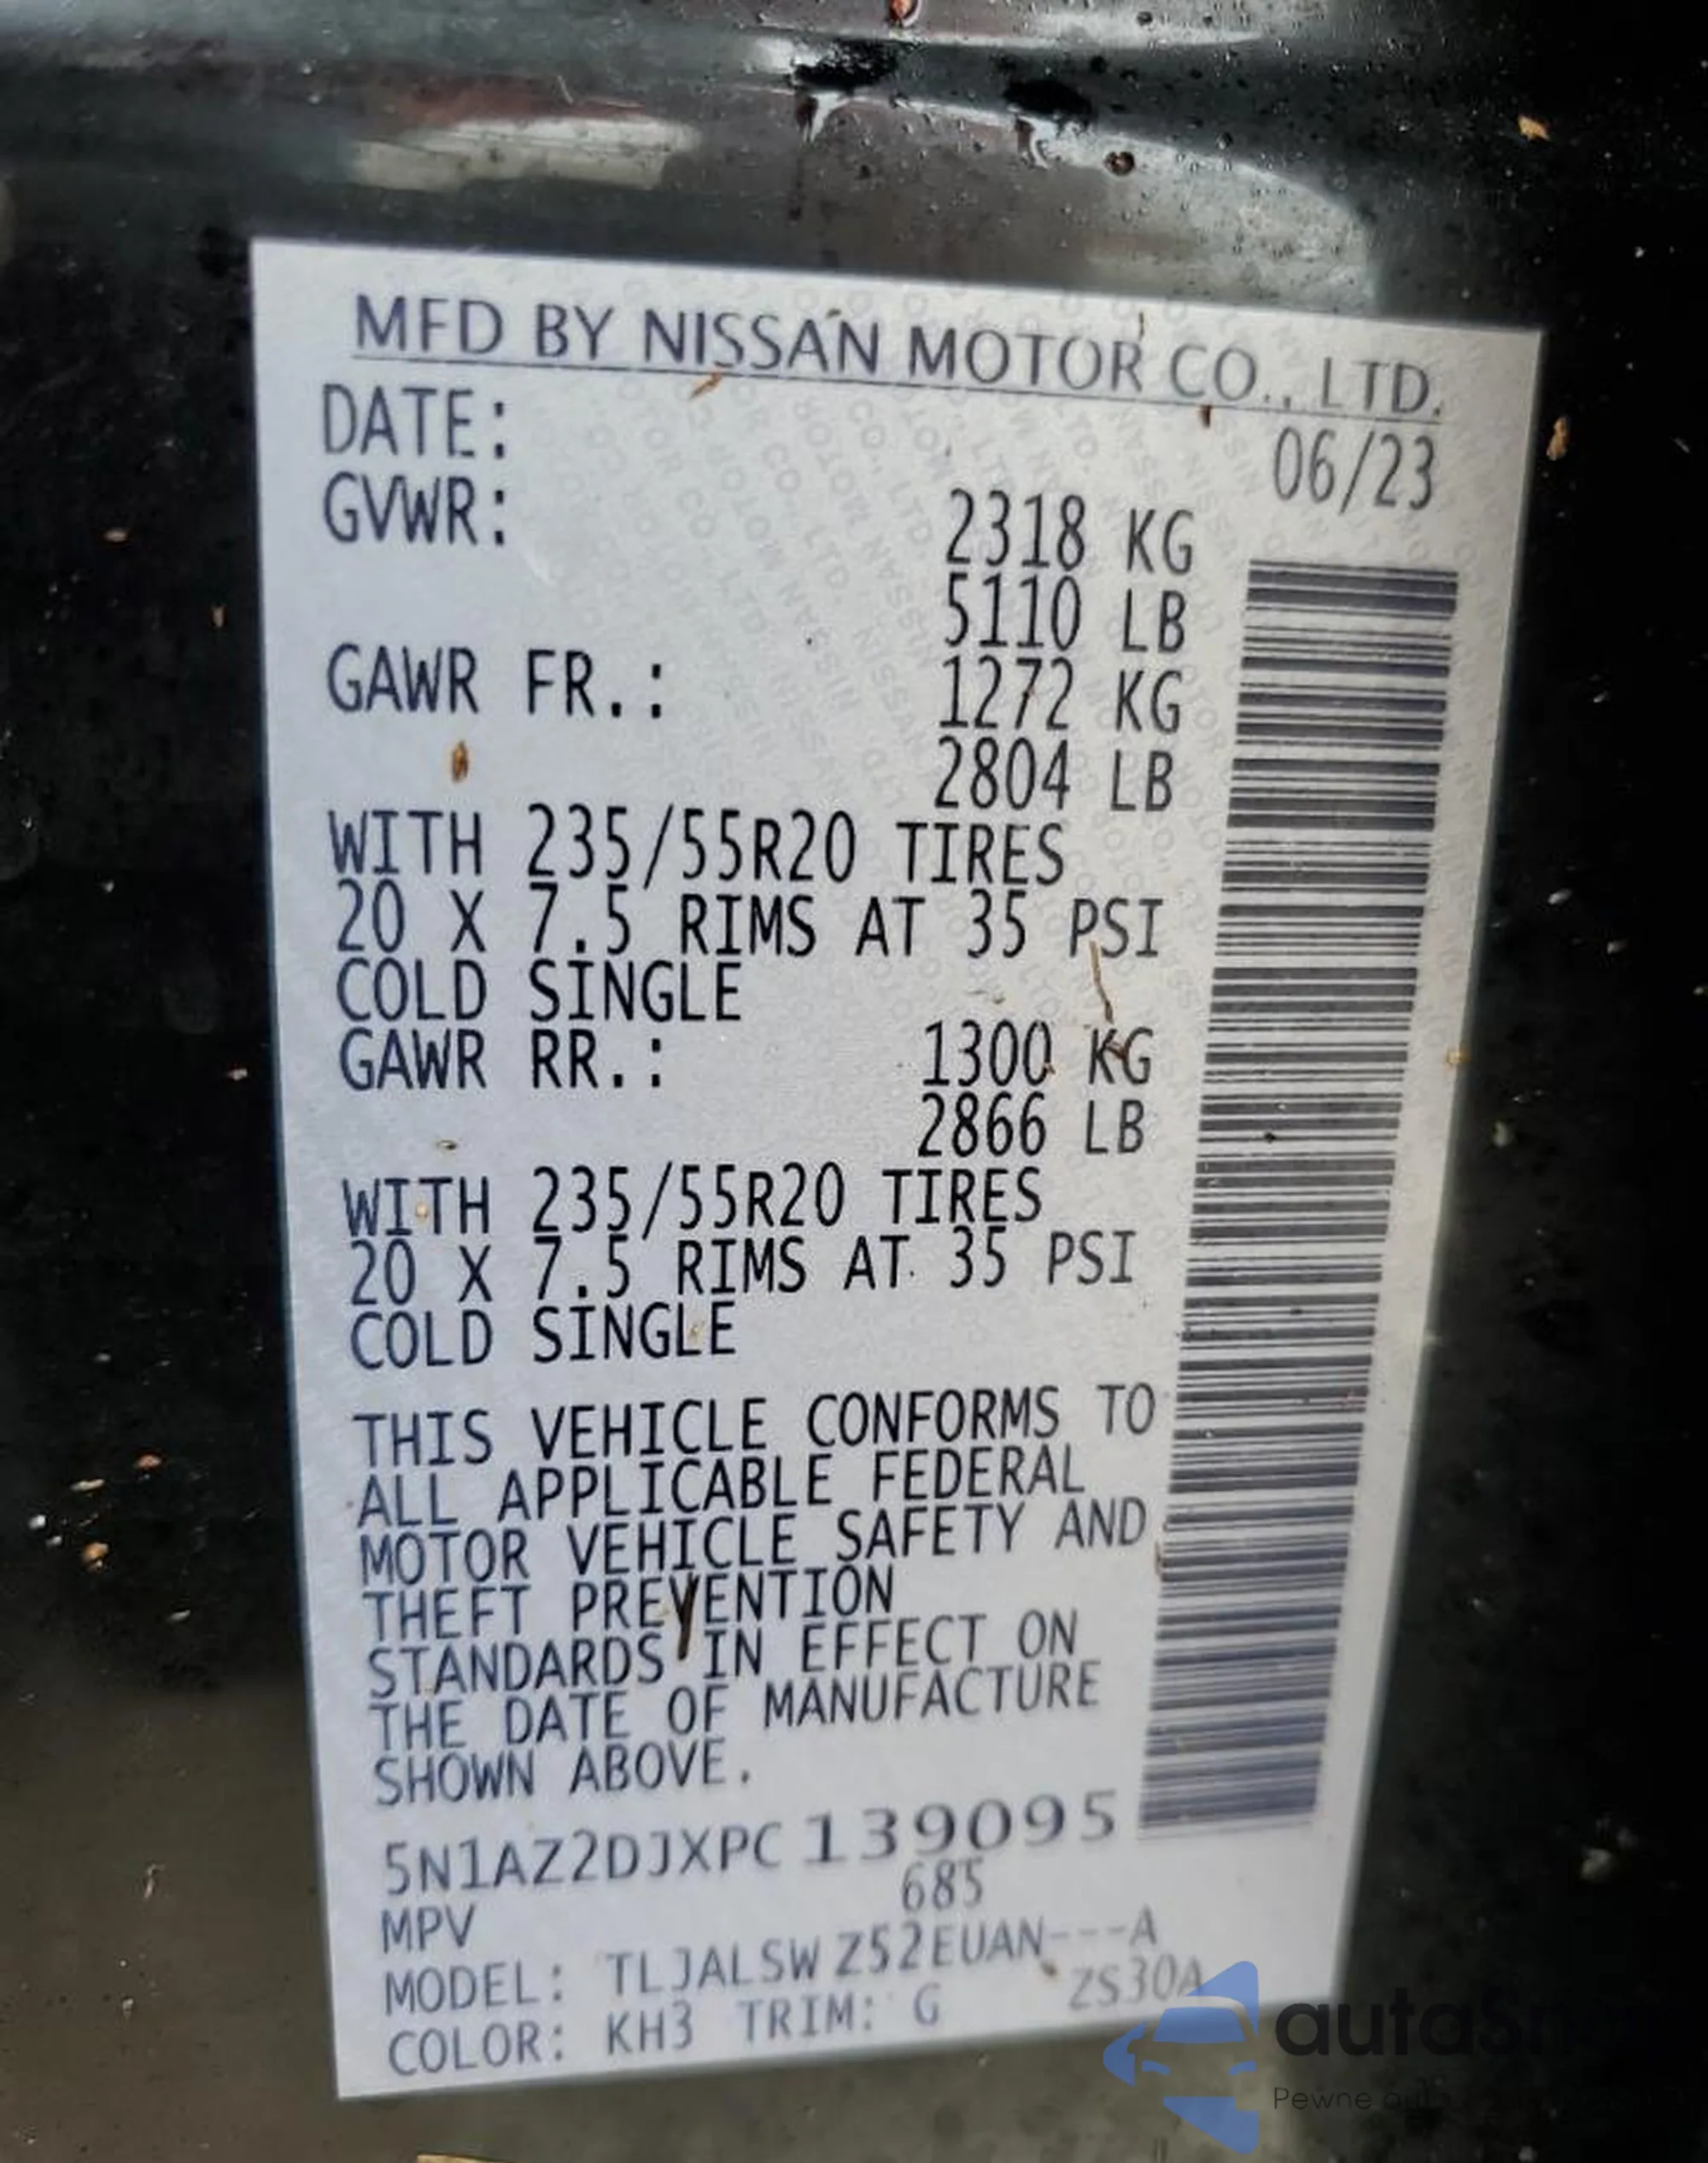 MFD BY NISSAN MOTOR CO., LTD.
DATE: 06/23
GVWR: 2318 KG
5110 LB
GAWR FR.: 1272 KG
2804 LB
WITH 235/55R20 TIRES
20 X 7.5 RIMS AT 35 PSI
COLD SINGLE
GAWR RR.: 1300 KG
2866 LB
WITH 235/55R20 TIRES
20 X 7.5 RIMS AT 35 PSI
COLD SINGLE
THIS VEHICLE CONFORMS TO
ALL APPLICABLE FEDERAL
MOTOR VEHICLE SAFETY AND
THEFT PREVENTION
STANDARDS IN EFFECT ON
THE DATE OF MANUFACTURE
SHOWN ABOVE.
5N1AZ2DJXPC139095
685
MPV
MODEL: TLJALSWZ52EUAN---A
ZS30A
COLOR: KH3 TRIM: G
Pewne